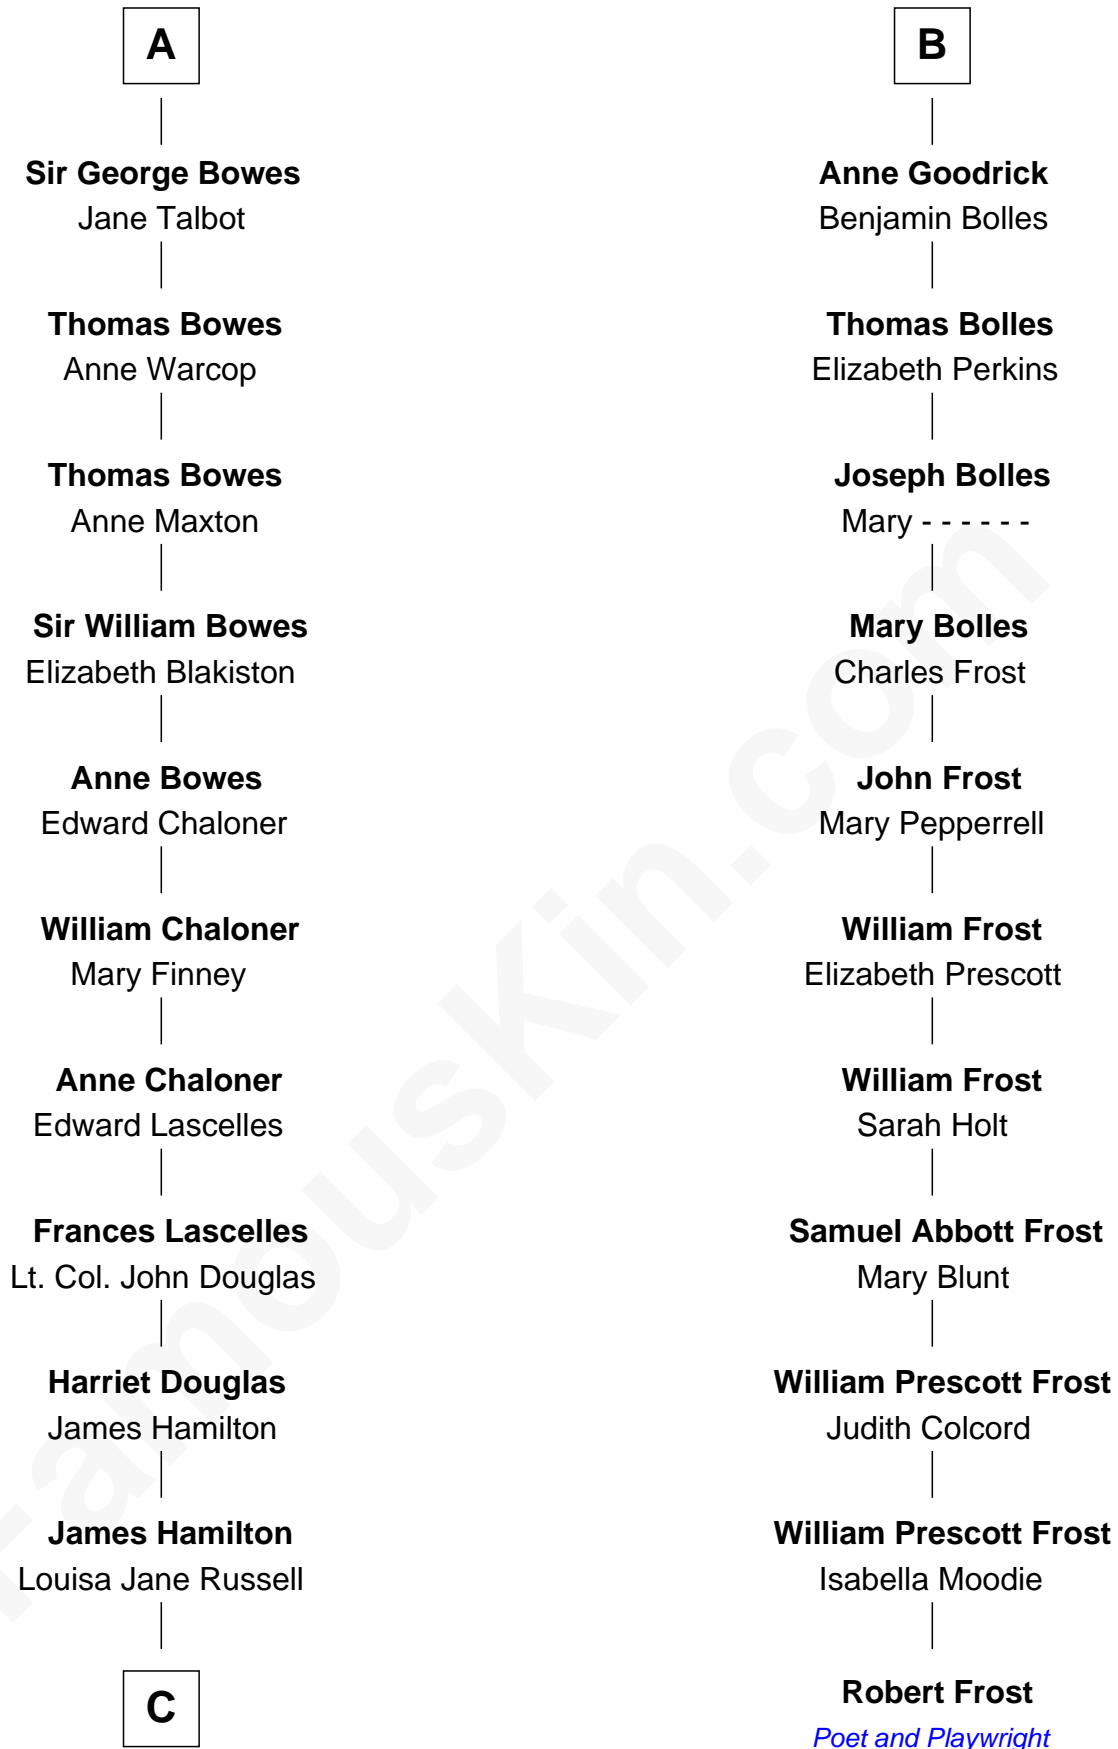 A
Sir George Bowes
Jane Talbot
Thomas Bowes
Anne Warcop
Thomas Bowes
Anne Maxton
Sir William Bowes
Elizabeth Blakiston
Anne Bowes
Edward Chaloner
William Chaloner
Mary Finney
Anne Chaloner
Edward Lascelles
Frances Lascelles
Lt. Col. John Douglas
Harriet Douglas
James Hamilton
James Hamilton
Louisa Jane Russell
C
B
Anne Goodrick
Benjamin Bolles
Thomas Bolles
Elizabeth Perkins
Joseph Bolles
Mary - - - - - -
Mary Bolles
Charles Frost
John Frost
Mary Pepperrell
William Frost
Elizabeth Prescott
William Frost
Sarah Holt
Samuel Abbott Frost
Mary Blunt
William Prescott Frost
Judith Colcord
William Prescott Frost
Isabella Moodie
Robert Frost
Poet and Playwright
FamousKin.com